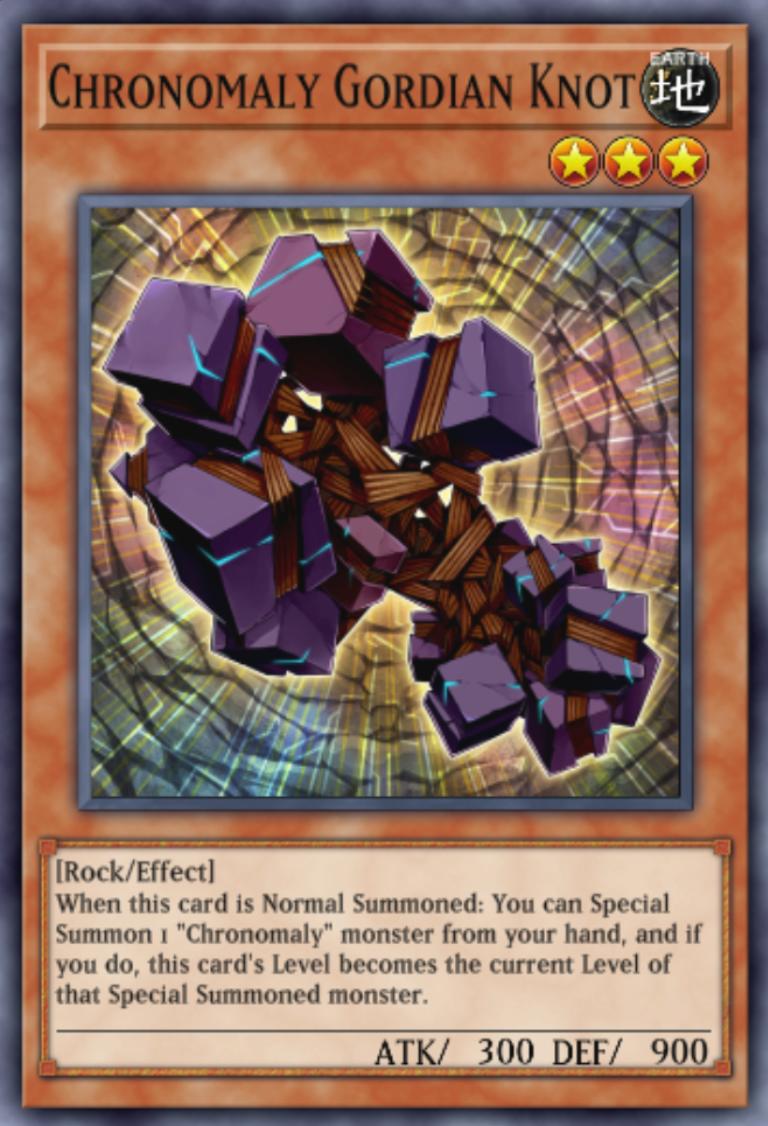 Chronomaly Gordian Knot
EARTH
地
[Rock/Effect]
When this card is Normal Summoned: You can Special
Summon 1 "Chronomaly" monster from your hand, and if
you do, this card's Level becomes the current Level of
that Special Summoned monster.
ATK/ 300 DEF/ 900